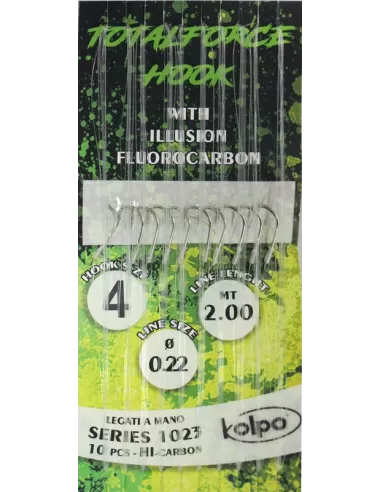 TOTALFORCE
HOOK
WITH
ILLUSION
FLUOROCARBON
HOOK SIZE
4
LINE LENGHT
MT
2.00
LINE SIZE
Ø
0.22
LEGATI A MANO
SERIES 1023
10 PCS - HI-CARBON
kolpo